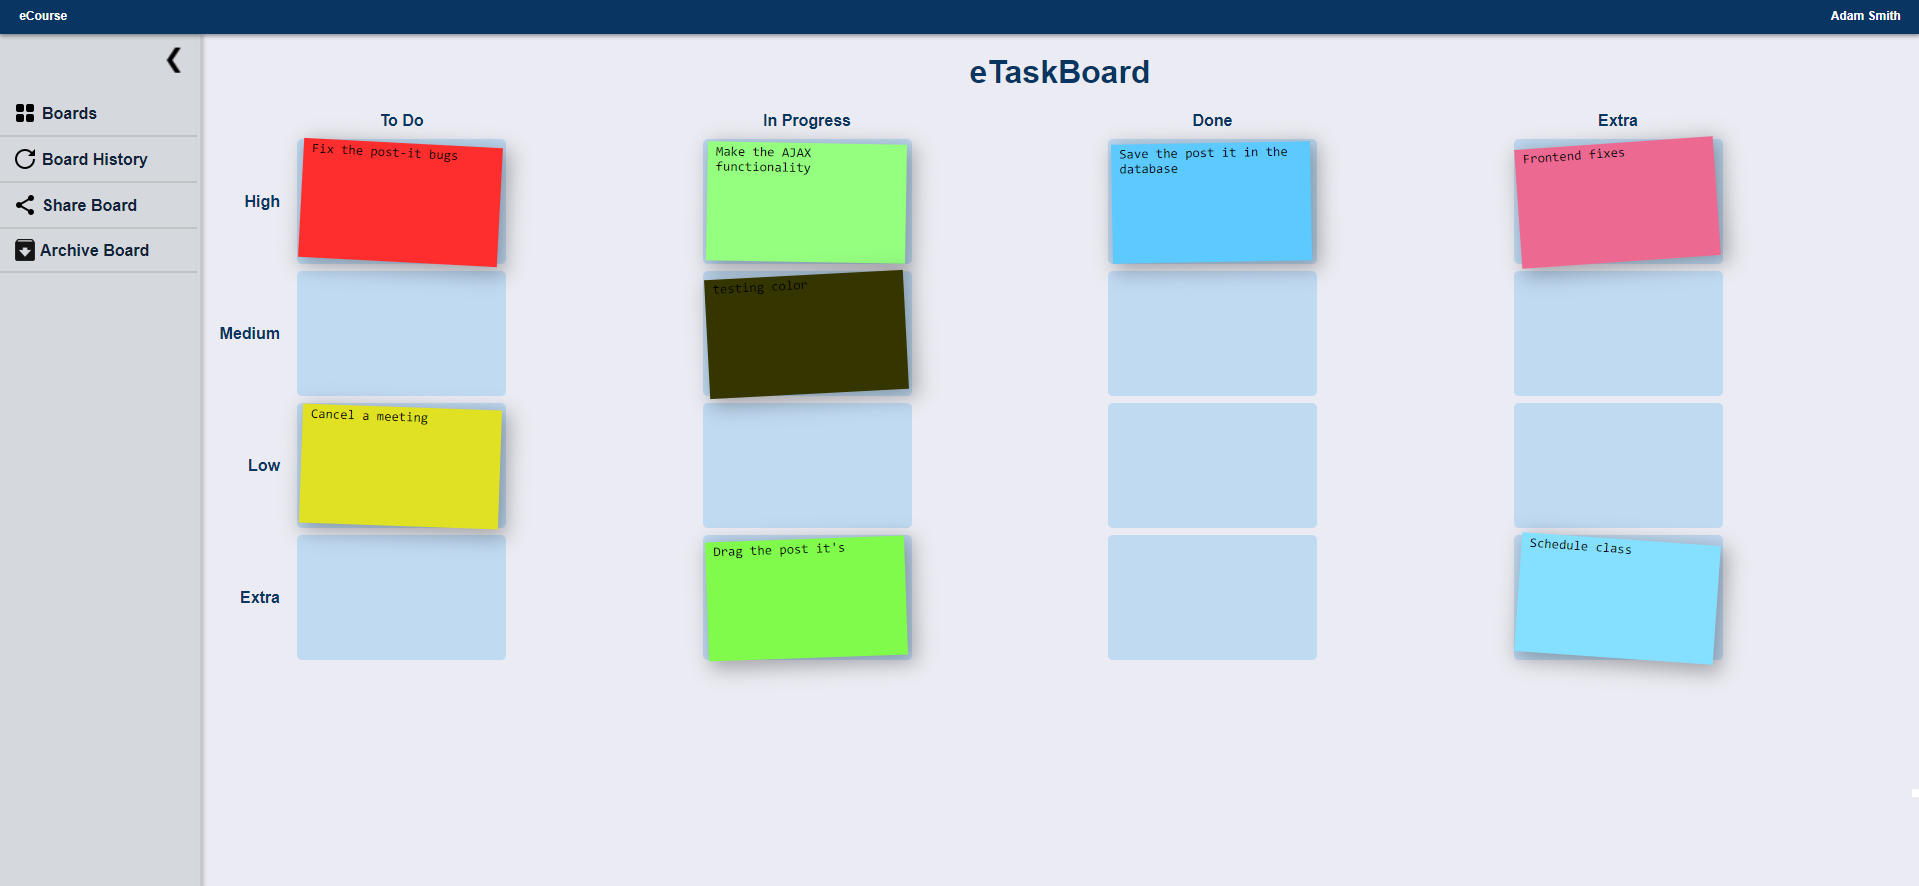 eCourse
Adam Smith
Boards
Board History
Share Board
Archive Board
eTaskBoard
To Do
In Progress
Done
Extra
High
Fix the post-it bugs
Make the AJAX
functionality
Save the post it in the
database
Frontend fixes
Medium
testing color
Low
Cancel a meeting
Extra
Drag the post it's
Schedule class